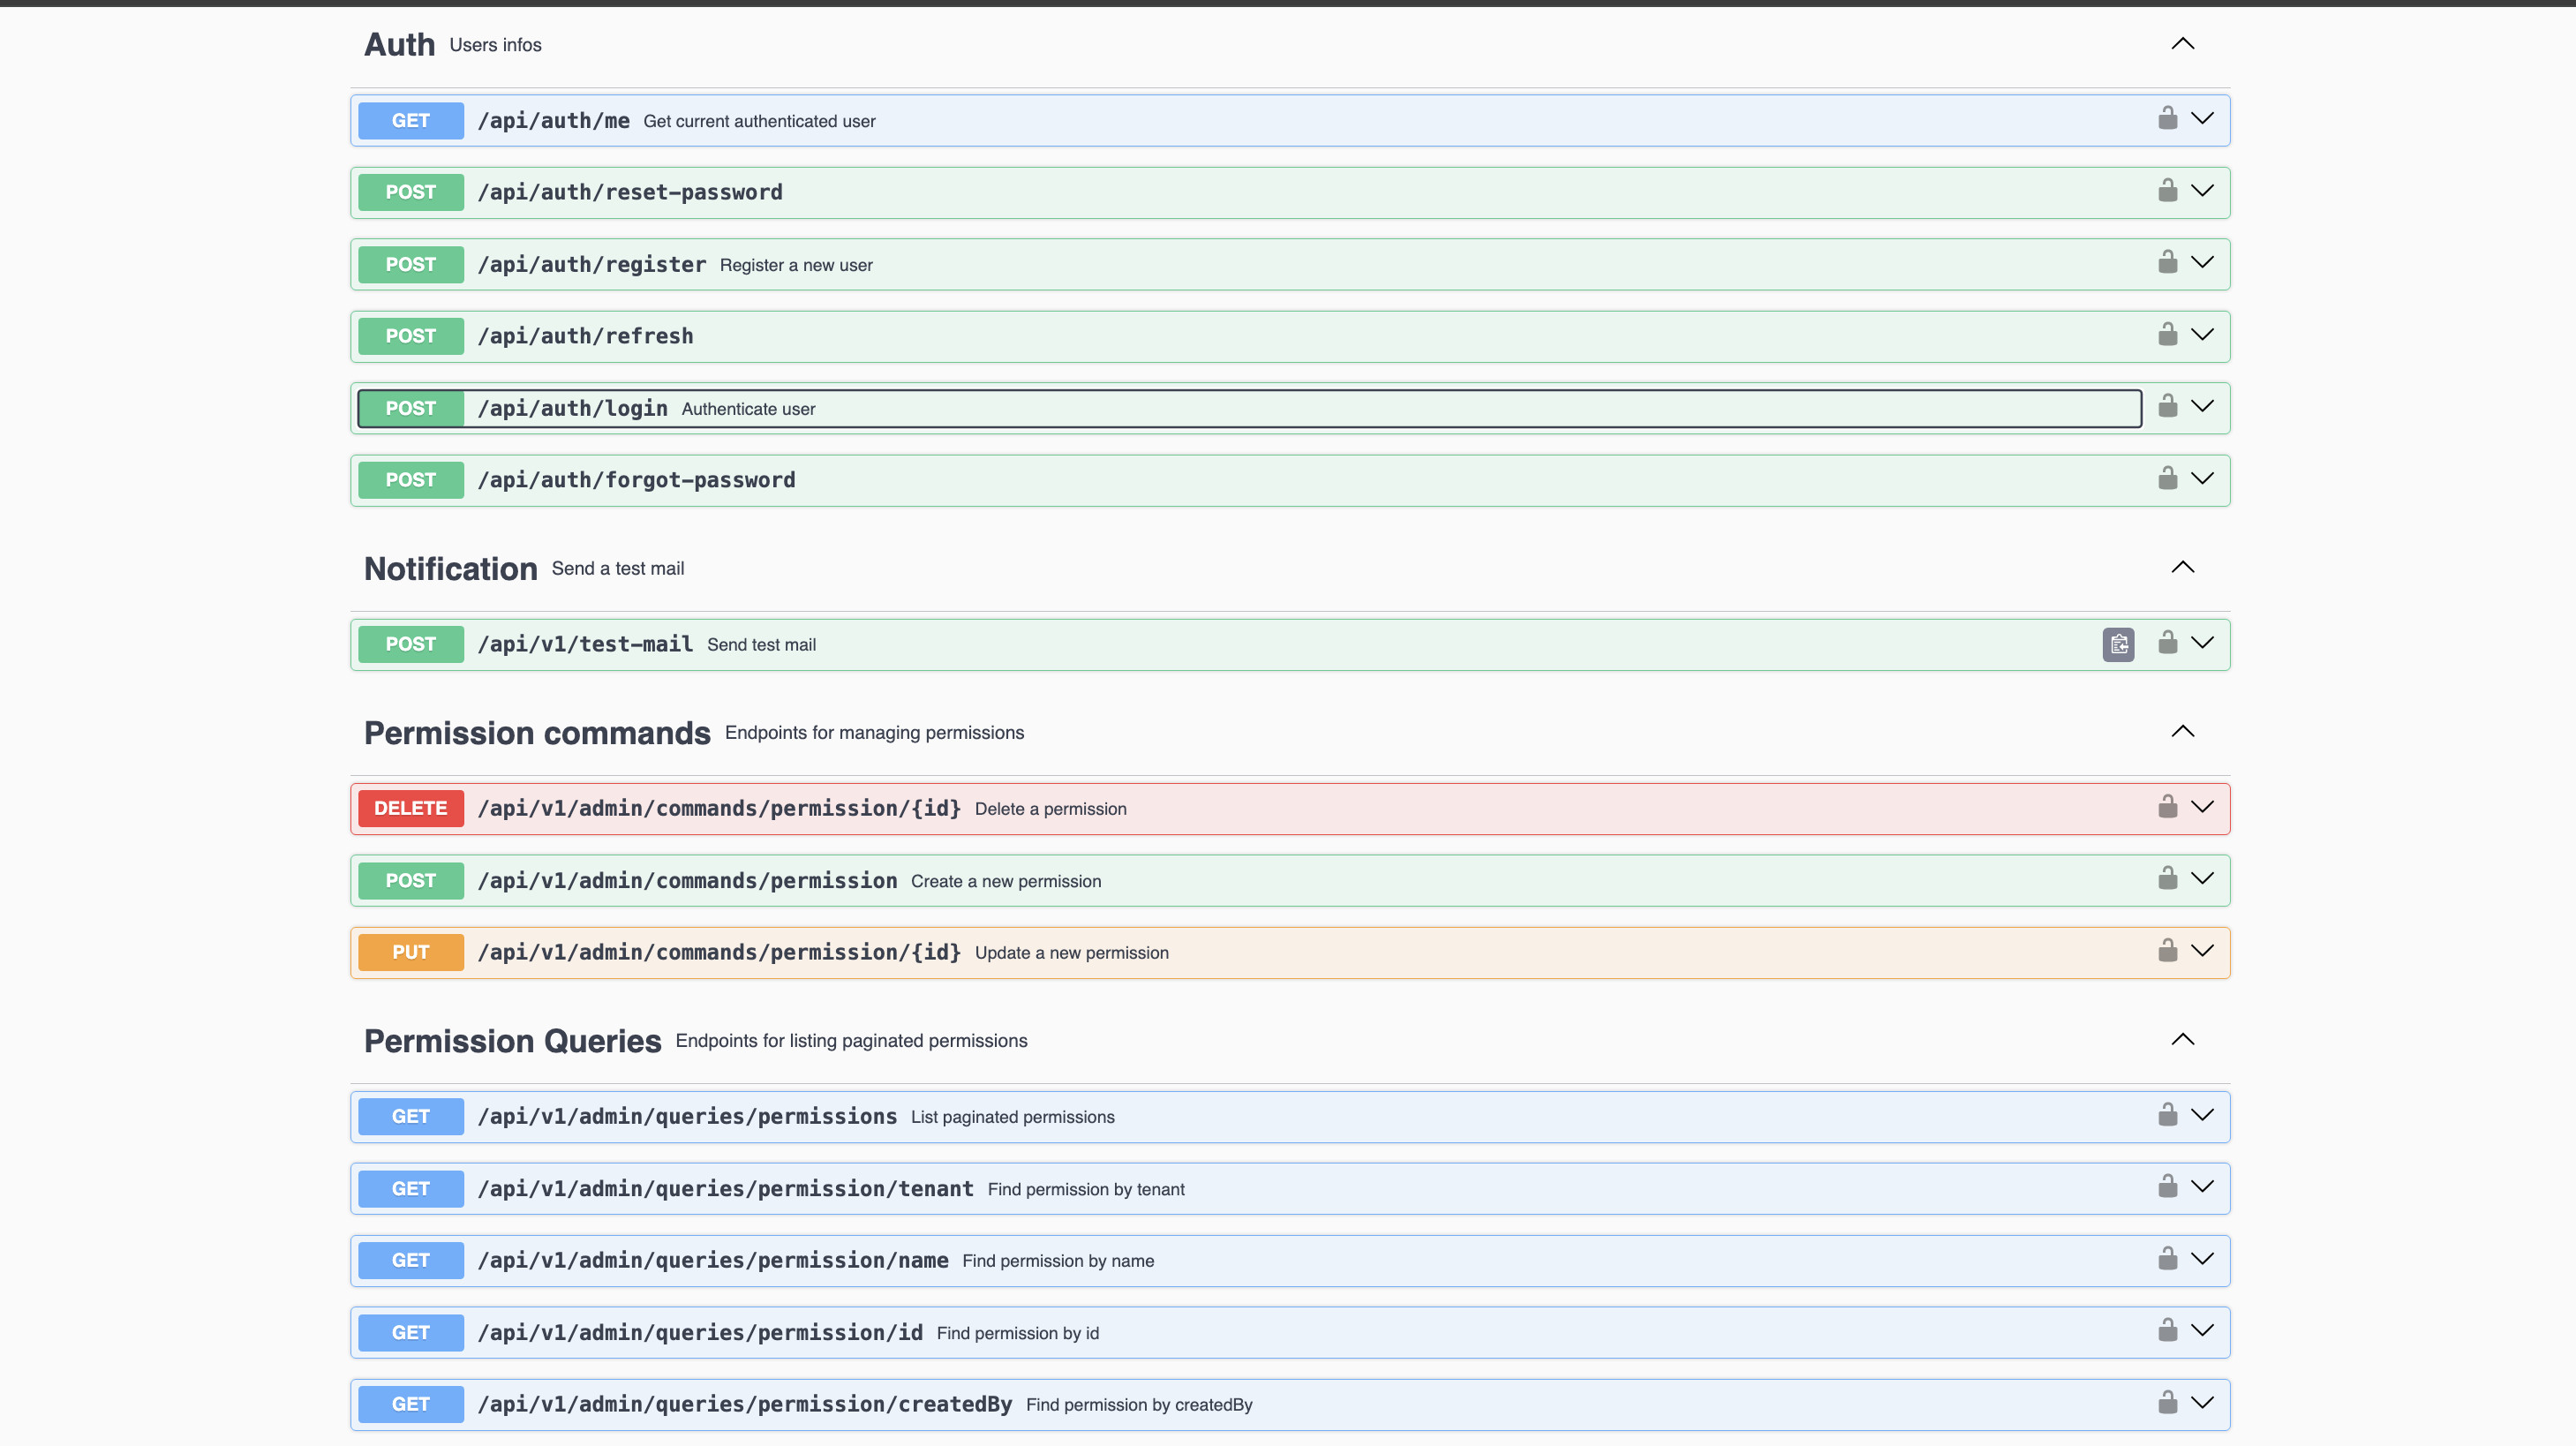 Auth Users infos
GET /api/auth/me Get current authenticated user
POST /api/auth/reset-password
POST /api/auth/register Register a new user
POST /api/auth/refresh
POST /api/auth/login Authenticate user
POST /api/auth/forgot-password
Notification Send a test mail
POST /api/v1/test-mail Send test mail
Permission commands Endpoints for managing permissions
DELETE /api/v1/admin/commands/permission/{id} Delete a permission
POST /api/v1/admin/commands/permission Create a new permission
PUT /api/v1/admin/commands/permission/{id} Update a new permission
Permission Queries Endpoints for listing paginated permissions
GET /api/v1/admin/queries/permissions List paginated permissions
GET /api/v1/admin/queries/permission/tenant Find permission by tenant
GET /api/v1/admin/queries/permission/name Find permission by name
GET /api/v1/admin/queries/permission/id Find permission by id
GET /api/v1/admin/queries/permission/createdBy Find permission by createdBy